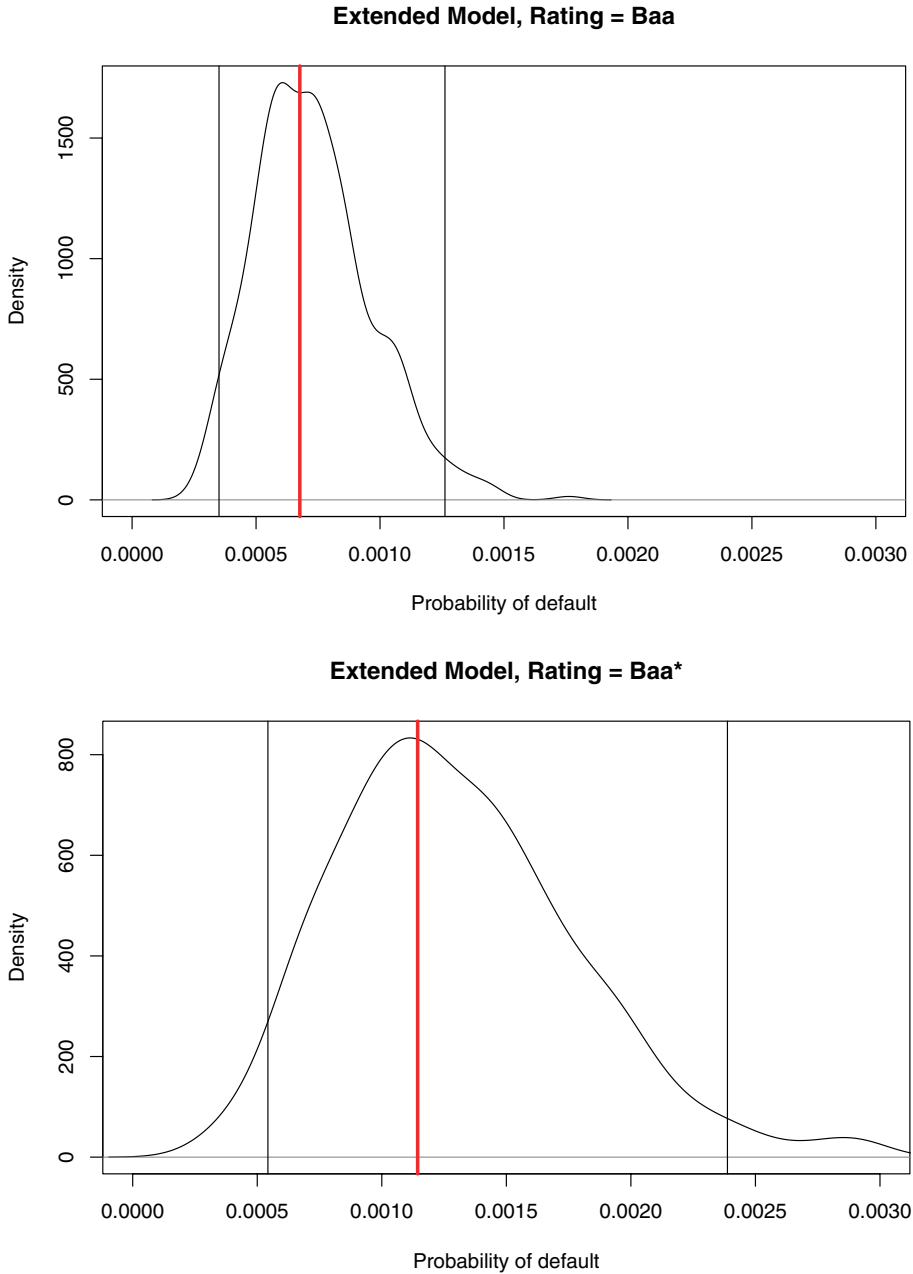 Extended Model, Rating = Baa
Density
1500
1000
500
0
0.0000 0.0005 0.0010 0.0015 0.0020 0.0025 0.0030
Probability of default
Extended Model, Rating = Baa*
Density
800
600
400
200
0
0.0000 0.0005 0.0010 0.0015 0.0020 0.0025 0.0030
Probability of default